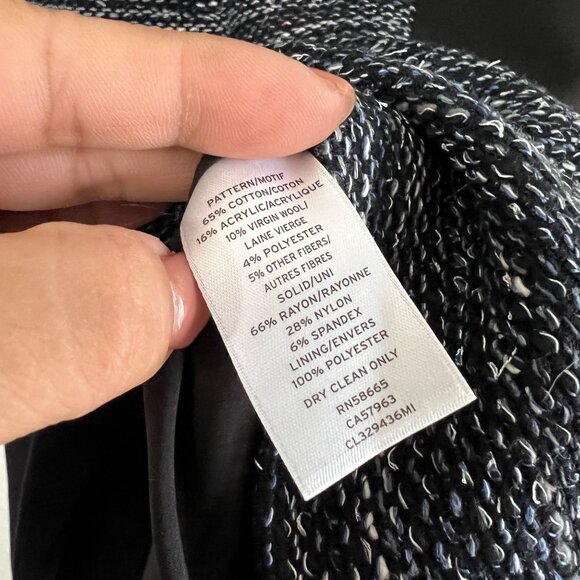 PATTERN/MOTIF
65% COTTON/COTON
16% ACRYLIC/ACRYLIQUE
10% VIRGIN WOOL/
LAINE VIERGE
4% POLYESTER
5% OTHER FIBERS/
AUTRES FIBRES
SOLID/UNI
66% RAYON/RAYONNE
28% NYLON
6% SPANDEX
LINING/ENVERS
100% POLYESTER
DRY CLEAN ONLY
RN58665
CA57963
CL329436MI